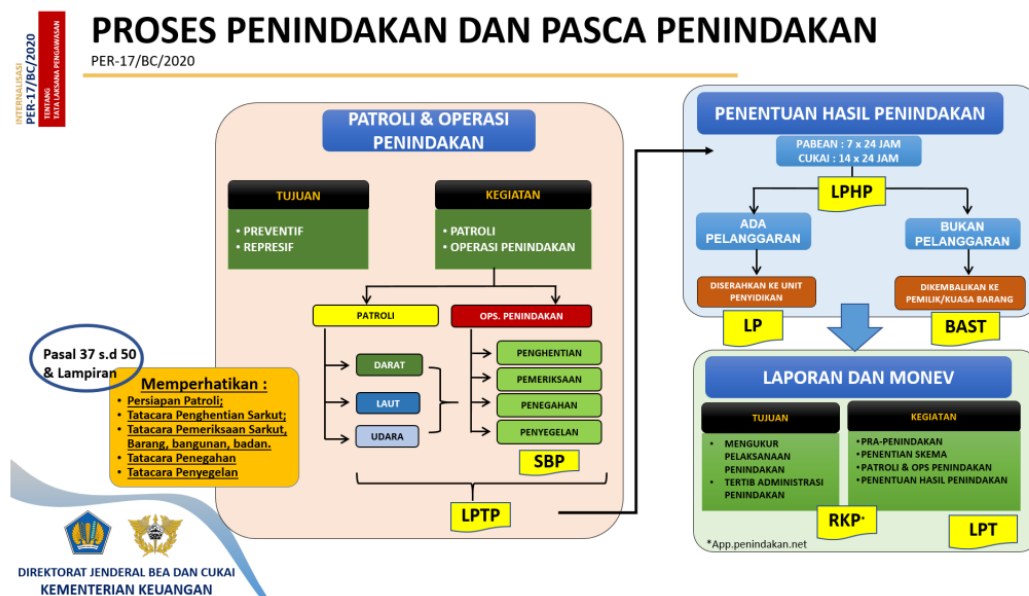 INTERNALISASI
PER-17/BC/2020
TENTANG
TATA LAKSANA PENGAWASAN
PROSES PENINDAKAN DAN PASCA PENINDAKAN
PER-17/BC/2020
PATROLI & OPERASI
PENINDAKAN
TUJUAN
• PREVENTIF
• REPRESIF
KEGIATAN
• PATROLI
• OPERASI PENINDAKAN
PATROLI
OPS. PENINDAKAN
DARAT
LAUT
UDARA
PENGHENTIAN
PEMERIKSAAN
PENEGAHAN
PENYEGELAN
SBP
LPTP
Pasal 37 s.d 50
& Lampiran
Memperhatikan :
• Persiapan Patroli;
• Tatacara Penghentian Sarkut;
• Tatacara Pemeriksaan Sarkut,
Barang, bangunan, badan.
• Tatacara Penegahan
• Tatacara Penyegelan
PENENTUAN HASIL PENINDAKAN
PABEAN : 7 x 24 JAM
CUKAI : 14 x 24 JAM
LPHP
ADA
PELANGGARAN
BUKAN
PELANGGARAN
DISERAHKAN KE UNIT
PENYIDIKAN
DIKEMBALIKAN KE
PEMILIK/KUASA BARANG
LP
BAST
LAPORAN DAN MONEV
TUJUAN
• MENGUKUR
PELAKSANAAN
PENINDAKAN
• TERTIB ADMINISTRASI
PENINDAKAN
KEGIATAN
• PRA-PENINDAKAN
• PENENTIAN SKEMA
• PATROLI & OPS PENINDAKAN
• PENENTUAN HASIL PENINDAKAN
RKP*
LPT
*App.penindakan.net
DIREKTORAT JENDERAL BEA DAN CUKAI
KEMENTERIAN KEUANGAN